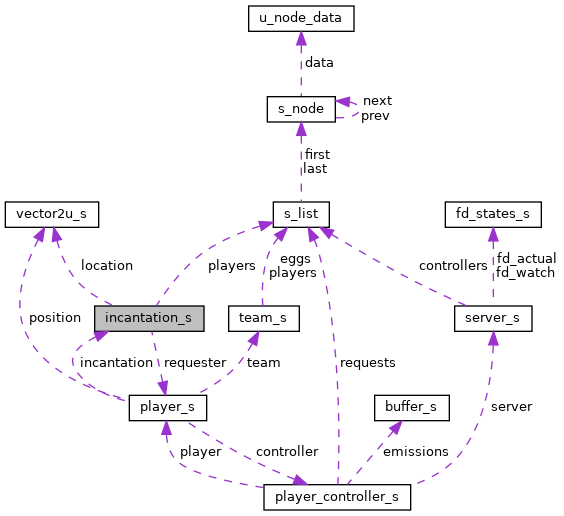 u_node_data
data
s_node
next
prev
first
last
vector2u_s
s_list
fd_states_s
location
players
eggs
players
controllers
fd_actual
fd_watch
position
incantation_s
team_s
server_s
incantation
requester
team
requests
player_s
buffer_s
server
player
controller
emissions
player_controller_s